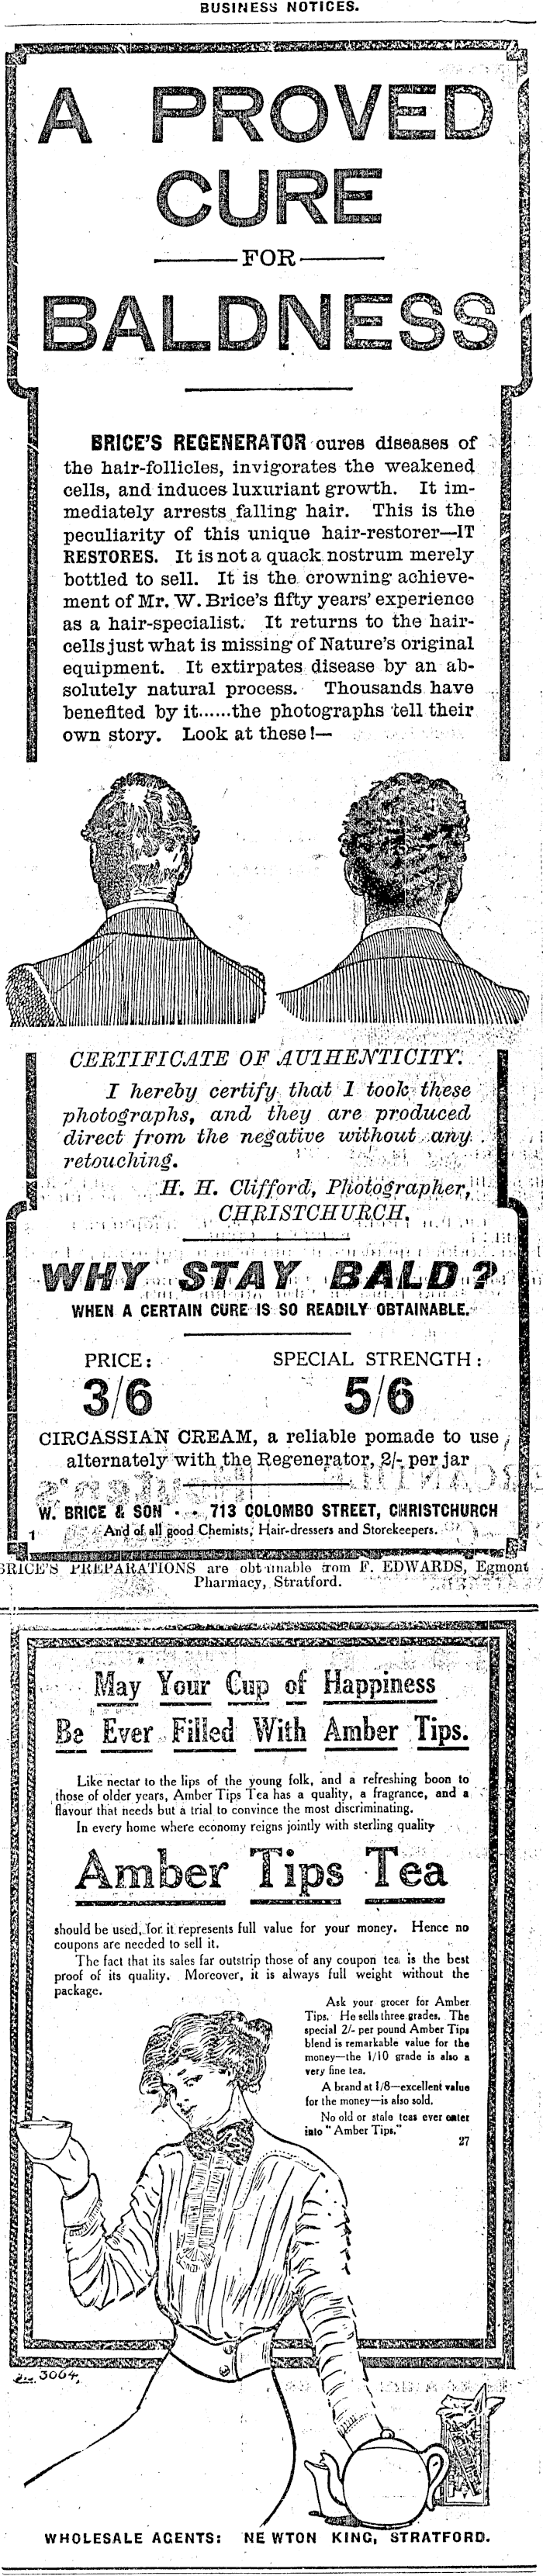 BUSINESS NOTICES.
A PROVED
CURE
FOR
BALDNESS
BRICE'S REGENERATOR cures diseases of
the hair-follicles, invigorates the weakened
cells, and induces luxuriant growth. It im-
mediately arrests falling hair. This is the
peculiarity of this unique hair-restorer—IT
RESTORES. It is not a quack nostrum merely
bottled to sell. It is the crowning achieve-
ment of Mr. W. Brice's fifty years' experience
as a hair-specialist. It returns to the hair-
cells just what is missing of Nature's original
equipment. It extirpates disease by an ab-
solutely natural process. Thousands have
benefited by it......the photographs tell their
own story. Look at these!—
CERTIFICATE OF AUTHENTICITY.
I hereby certify that I took these
photographs, and they are produced
direct from the negative without any
retouching.
H. H. Clifford, Photographer,
CHRISTCHURCH.
WHY STAY BALD?
WHEN A CERTAIN CURE IS SO READILY OBTAINABLE.
PRICE: SPECIAL STRENGTH:
3/6 5/6
CIRCASSIAN CREAM, a reliable pomade to use
alternately with the Regenerator, 2/- per jar
W. BRICE & SON - - 713 COLOMBO STREET, CHRISTCHURCH
1 And of all good Chemists, Hair-dressers and Storekeepers.
BRICE'S PREPARATIONS are obtainable from F. EDWARDS, Egmont
Pharmacy, Stratford.
May Your Cup of Happiness
Be Ever Filled With Amber Tips.
Like nectar to the lips of the young folk, and a refreshing boon to
those of older years, Amber Tips Tea has a quality, a fragrance, and a
flavour that needs but a trial to convince the most discriminating.
In every home where economy reigns jointly with sterling quality
Amber Tips Tea
should be used, for it represents full value for your money. Hence no
coupons are needed to sell it.
The fact that its sales far outstrip those of any coupon tea is the best
proof of its quality. Moreover, it is always full weight without the
package.
Ask your grocer for Amber
Tips. He sells three grades. The
special 2/- per pound Amber Tips
blend is remarkable value for the
money—the 1/10 grade is also a
very fine tea.
A brand at 1/8—excellent value
for the money—is also sold.
No old or stale teas ever enter
into "Amber Tips."
27
3064
WHOLESALE AGENTS: NEWTON KING, STRATFORD.